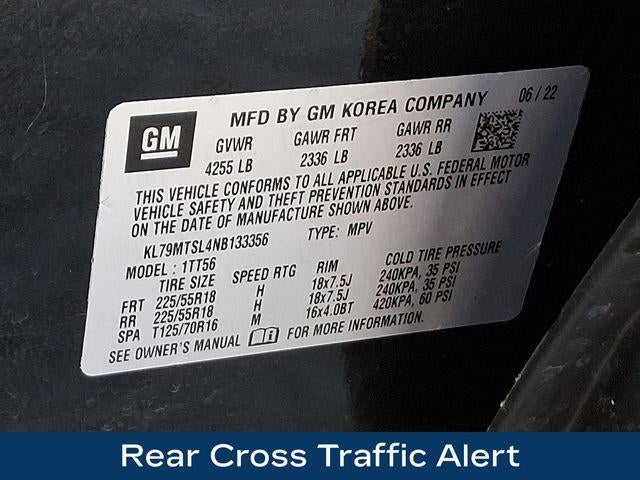 GM
MFD BY GM KOREA COMPANY 06 / 22
GVWR GAWR FRT GAWR RR
4255 LB 2336 LB 2336 LB
THIS VEHICLE CONFORMS TO ALL APPLICABLE U.S. FEDERAL MOTOR
VEHICLE SAFETY AND THEFT PREVENTION STANDARDS IN EFFECT
ON THE DATE OF MANUFACTURE SHOWN ABOVE.
KL79MTSL4NB133356 TYPE: MPV
MODEL : 1TT56
TIRE SIZE SPEED RTG RIM COLD TIRE PRESSURE
FRT 225/55R18 H 18x7.5J 240KPA, 35 PSI
RR 225/55R18 H 18x7.5J 240KPA, 35 PSI
SPA T125/70R16 M 16x4.0BT 420KPA, 60 PSI
SEE OWNER'S MANUAL FOR MORE INFORMATION.
Rear Cross Traffic Alert